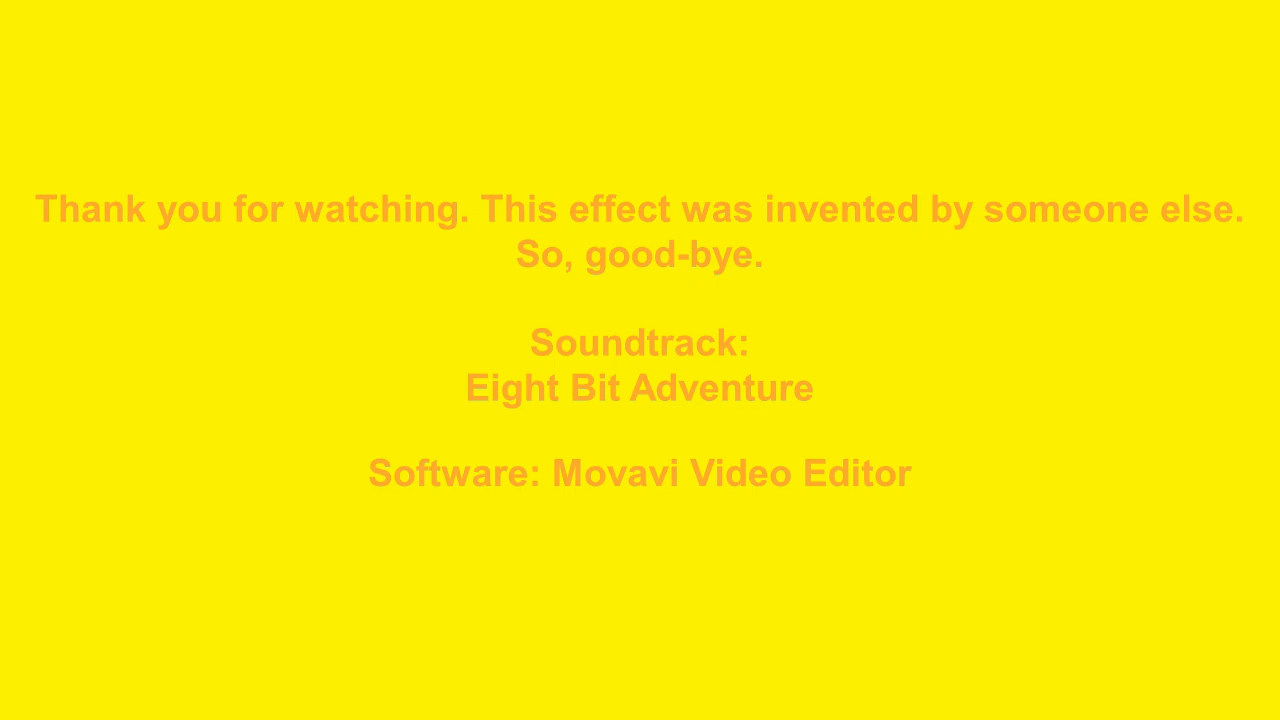 Thank you for watching. This effect was invented by someone else.
So, good-bye.
Soundtrack:
Eight Bit Adventure
Software: Movavi Video Editor